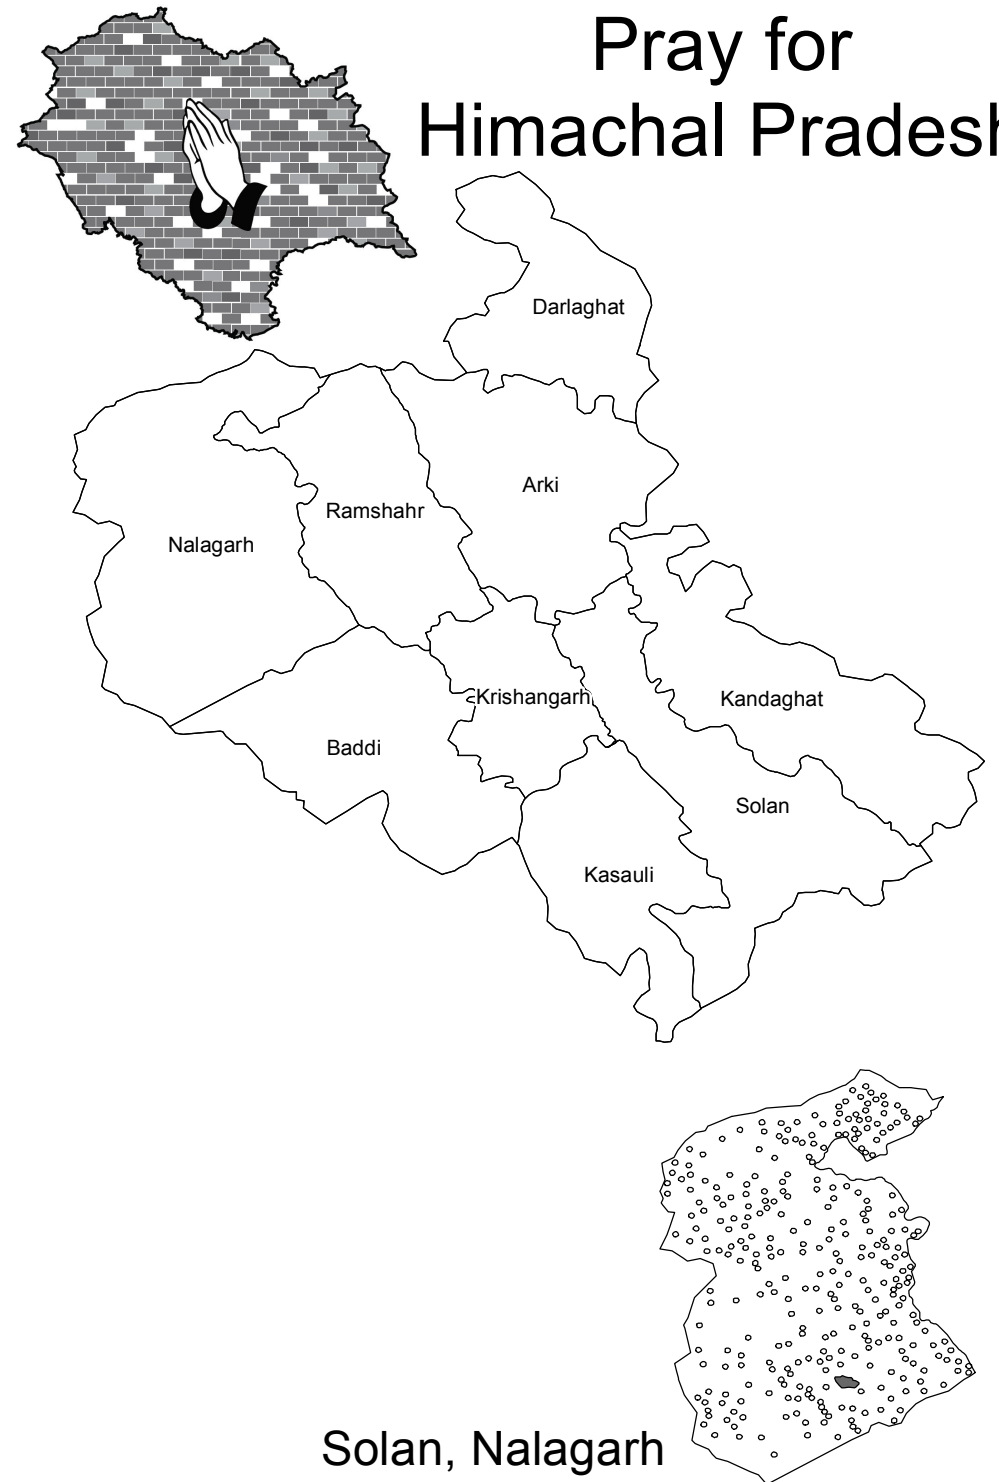 Pray for
Himachal Pradesh
Darlaghat
Arki
Ramshahr
Nalagarh
Krishangarh
Kandaghat
Baddi
Solan
Kasauli
Solan, Nalagarh